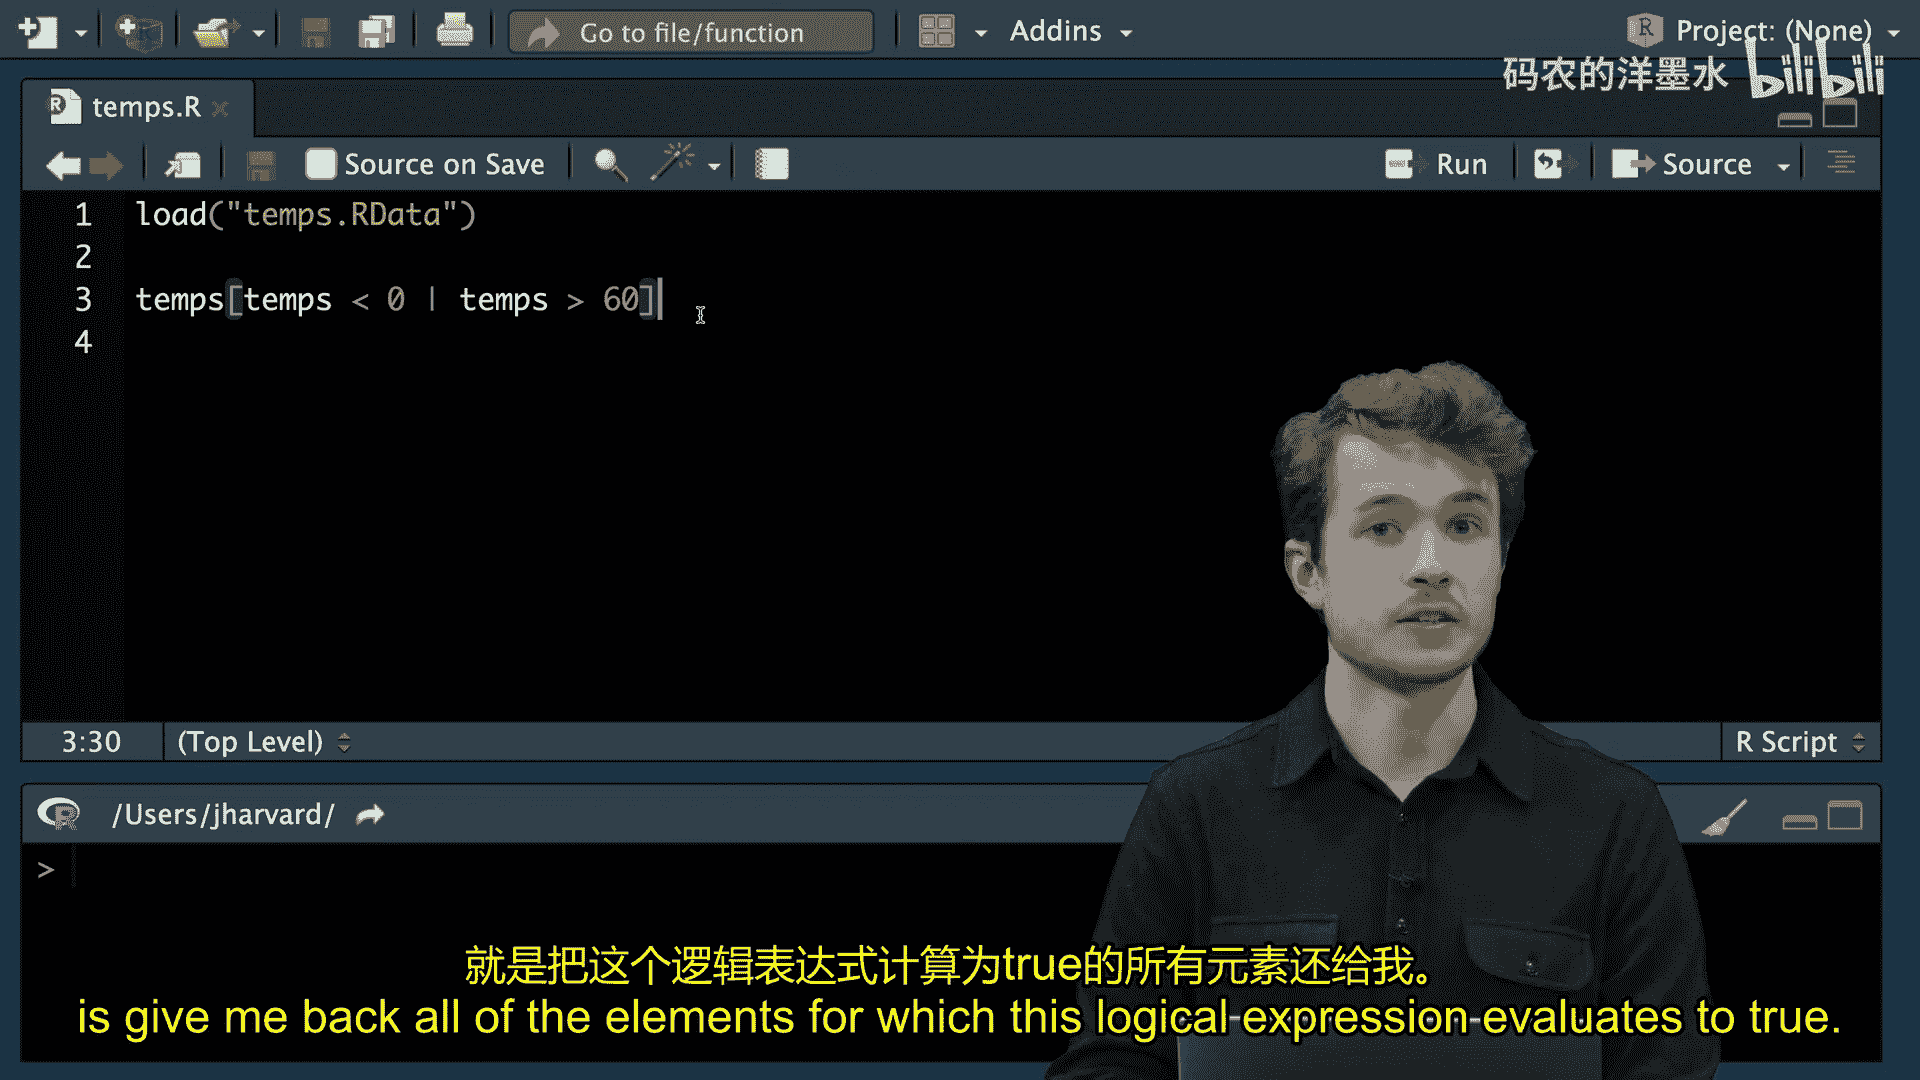 Go to file/function
Addins
Project: (None)
码农的洋墨水 bilibili
temps.R
Source on Save
Run
Source
1 load("temps.RData")
2
3 temps[temps < 0 | temps > 60]
4
3:30
(Top Level)
R Script
/Users/jharvard/
>
就是把这个逻辑表达式计算为true的所有元素还给我。
is give me back all of the elements for which this logical expression evaluates to true.